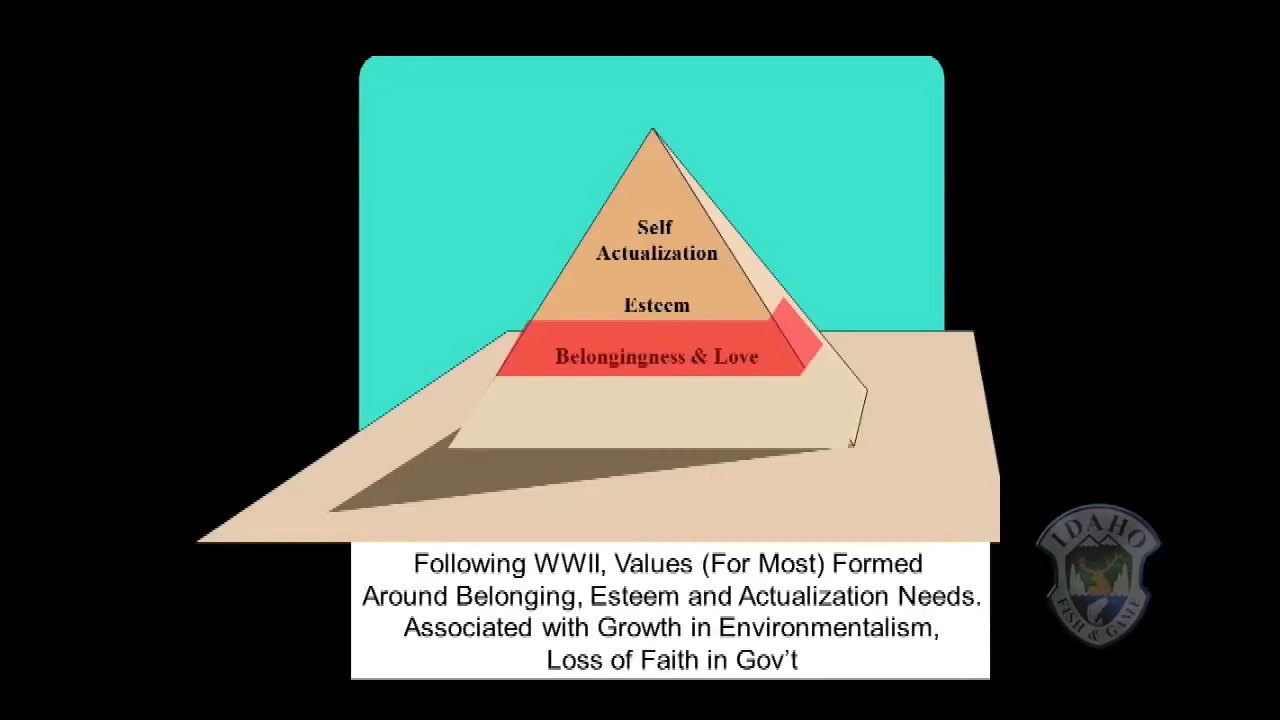 Self
Actualization
Esteem
Belongingness & Love
Following WWII, Values (For Most) Formed
Around Belonging, Esteem and Actualization Needs.
Associated with Growth in Environmentalism,
Loss of Faith in Gov't
IDAHO
FISH & GAME